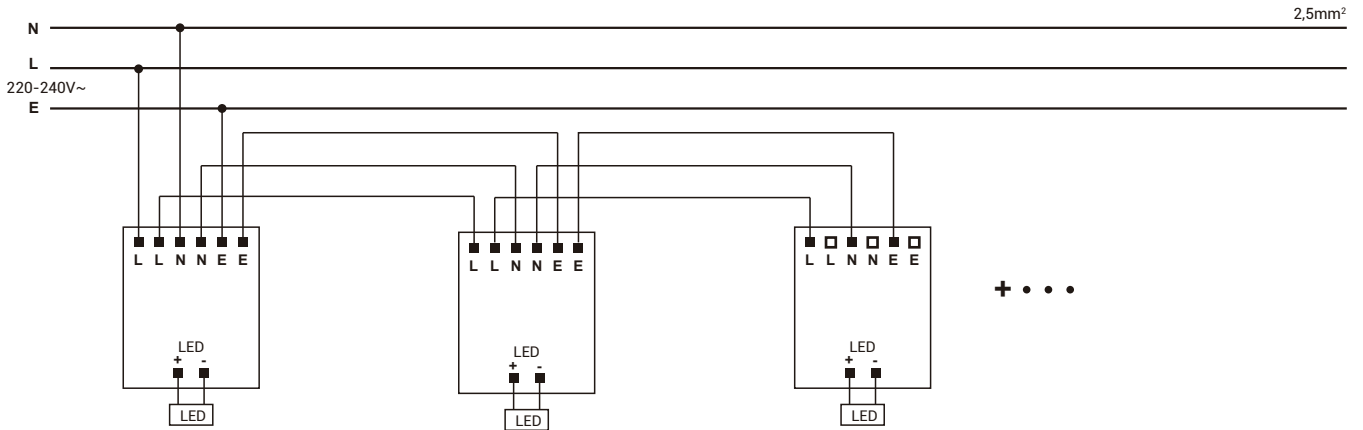 2,5mm²
N
L
220-240V~
E
L L N N E E
L L N N E E
L L N N E E
+ • • •
LED
+ -
LED
LED
+ -
LED
LED
+ -
LED